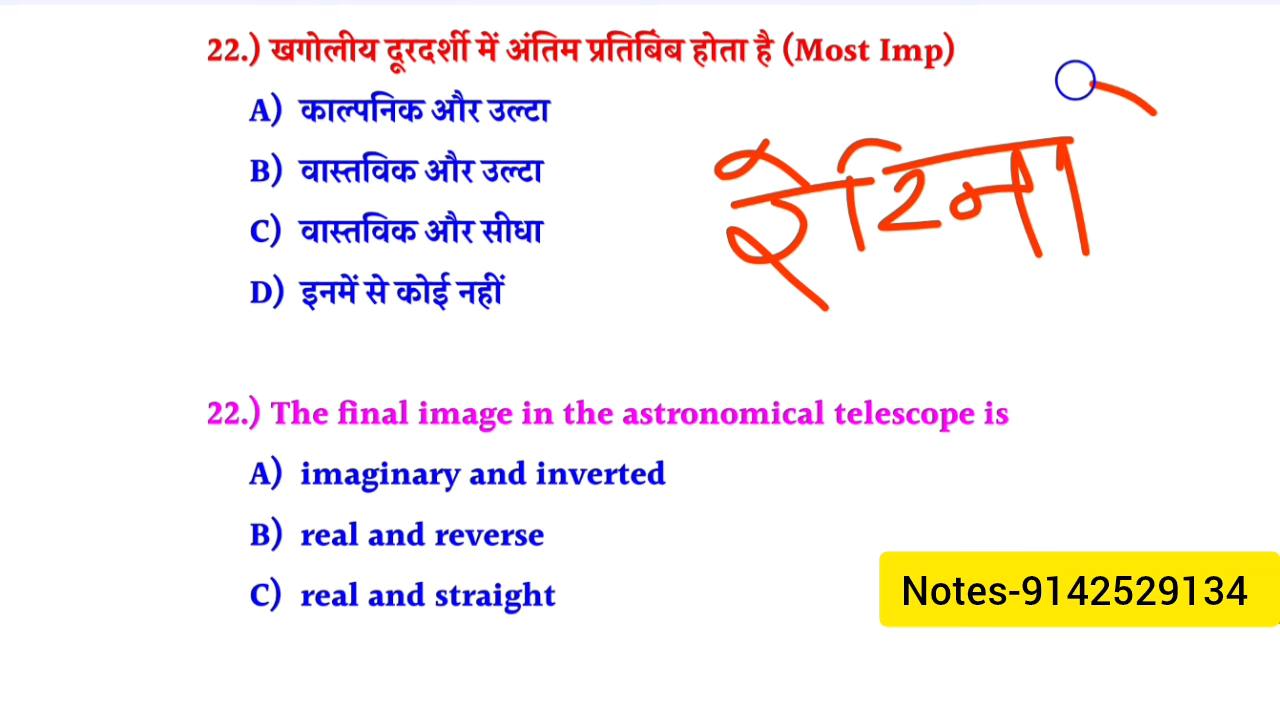 22.) खगोलीय दूरदर्शी में अंतिम प्रतिबिंब होता है (Most Imp)
A) काल्पनिक और उल्टा
B) वास्तविक और उल्टा
C) वास्तविक और सीधा
D) इनमें से कोई नहीं
रेटिना
22.) The final image in the astronomical telescope is
A) imaginary and inverted
B) real and reverse
C) real and straight
Notes-9142529134